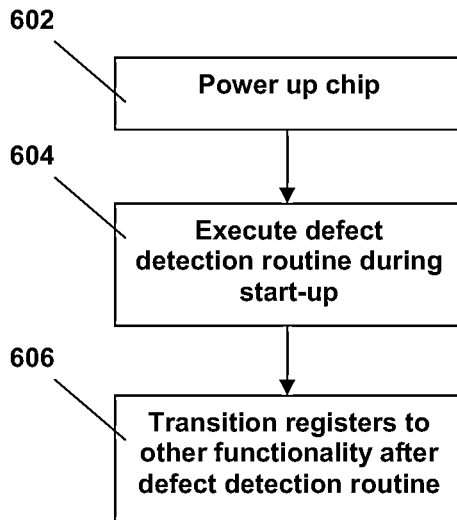 602
Power up chip
604
Execute defect
detection routine during
start-up
606
Transition registers to
other functionality after
defect detection routine